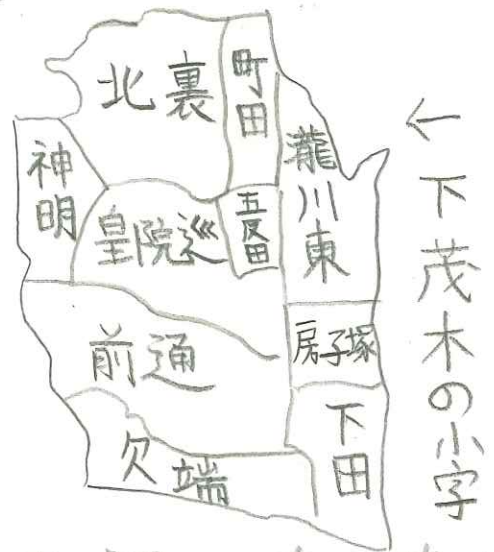 ← 下茂木の小字
北裏
町田
瀧川東
神明
皇院巡
五反田
前通
房子塚
欠端
下田